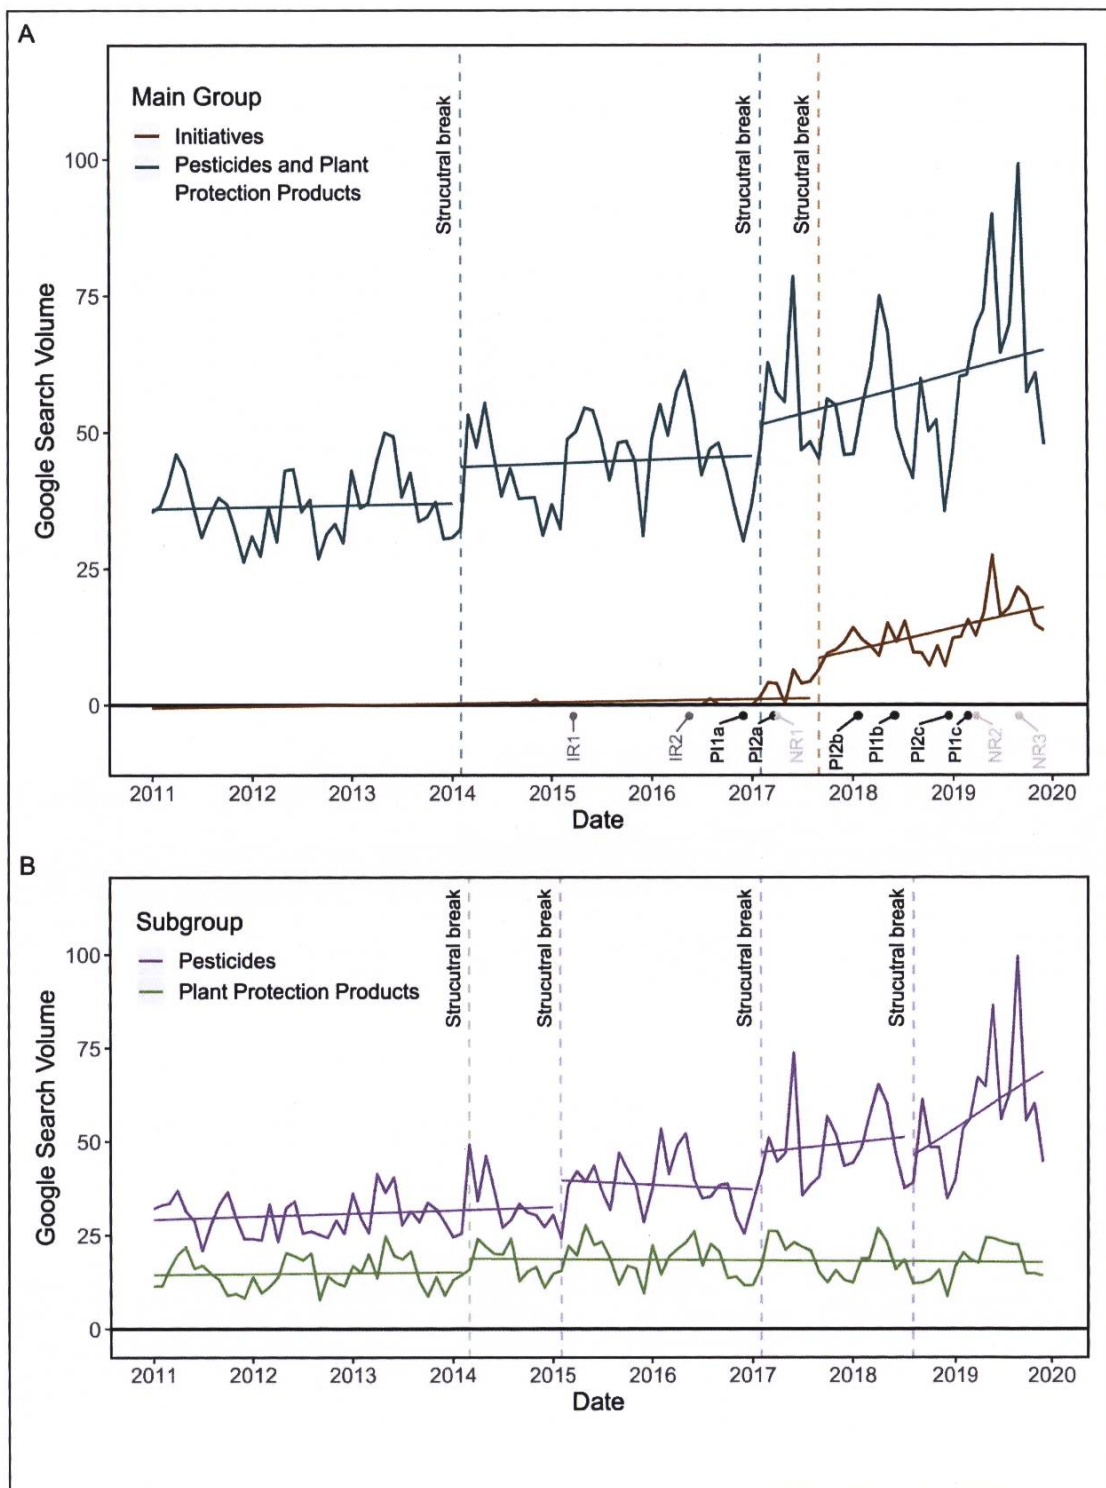 A
Main Group
Initiatives
Pesticides and Plant
Protection Products
Strucutral break
Strucutral break
Strucutral break
Google Search Volume
100
75
50
25
0
IR1
IR2
PI1a
PI2a
NR1
PI2b
PI1b
PI2c
PI1c
NR2
NR3
2011 2012 2013 2014 2015 2016 2017 2018 2019 2020
Date
B
Subgroup
Pesticides
Plant Protection Products
Strucutral break
Strucutral break
Strucutral break
Strucutral break
Google Search Volume
100
75
50
25
0
2011 2012 2013 2014 2015 2016 2017 2018 2019 2020
Date